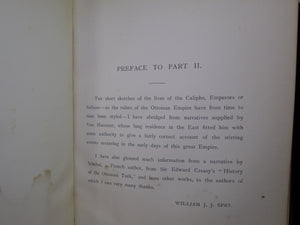 PREFACE TO PART II.
The short sketches of the lives of the Caliphs, Emperors or
Sultans—as the rulers of the Ottoman Empire have from time to
time been styled—I have abridged from narratives supplied by
Von Hammer, whose long residence in the East fitted him with
some authority to give a fairly correct account of the stirring
events occurring in the early days of this great Empire.
I have also gleaned much information from a narrative by
a French author, from Sir Edward Creasy's "History
of the Ottoman Turk," and from other works, to the authors of
which I owe very many thanks.
WILLIAM J. J. SPRY.